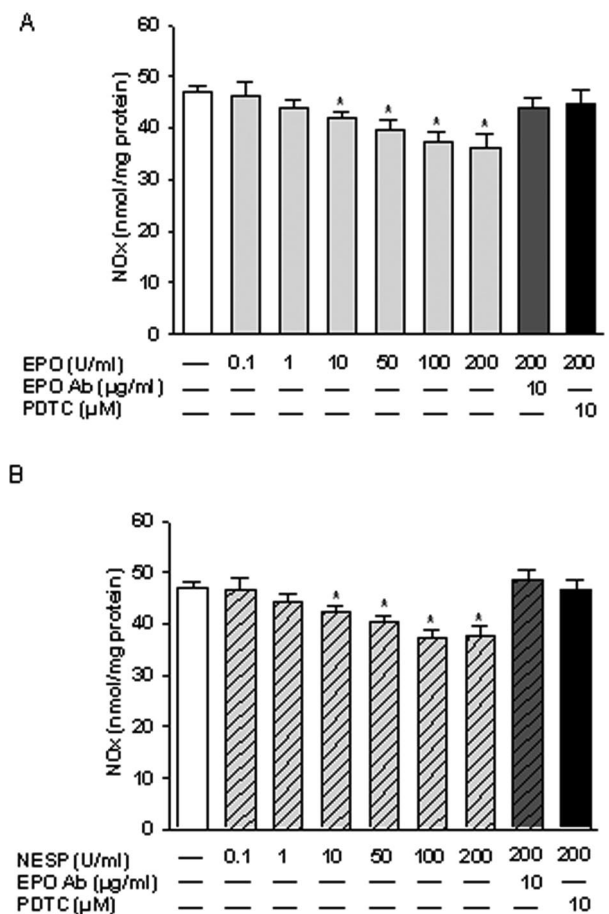 A
60
50
40
30
20
10
0
NOx (nmol/mg protein)
* * * *
EPO (U/ml) — 0.1 1 10 50 100 200 200 200
EPO Ab (µg/ml) — — — — — — — 10 —
PDTC (µM) — — — — — — — — 10
B
60
50
40
30
20
10
0
NOx (nmol/mg protein)
* * * *
NESP (U/ml) — 0.1 1 10 50 100 200 200 200
EPO Ab (µg/ml) — — — — — — — 10 —
PDTC (µM) — — — — — — — — 10